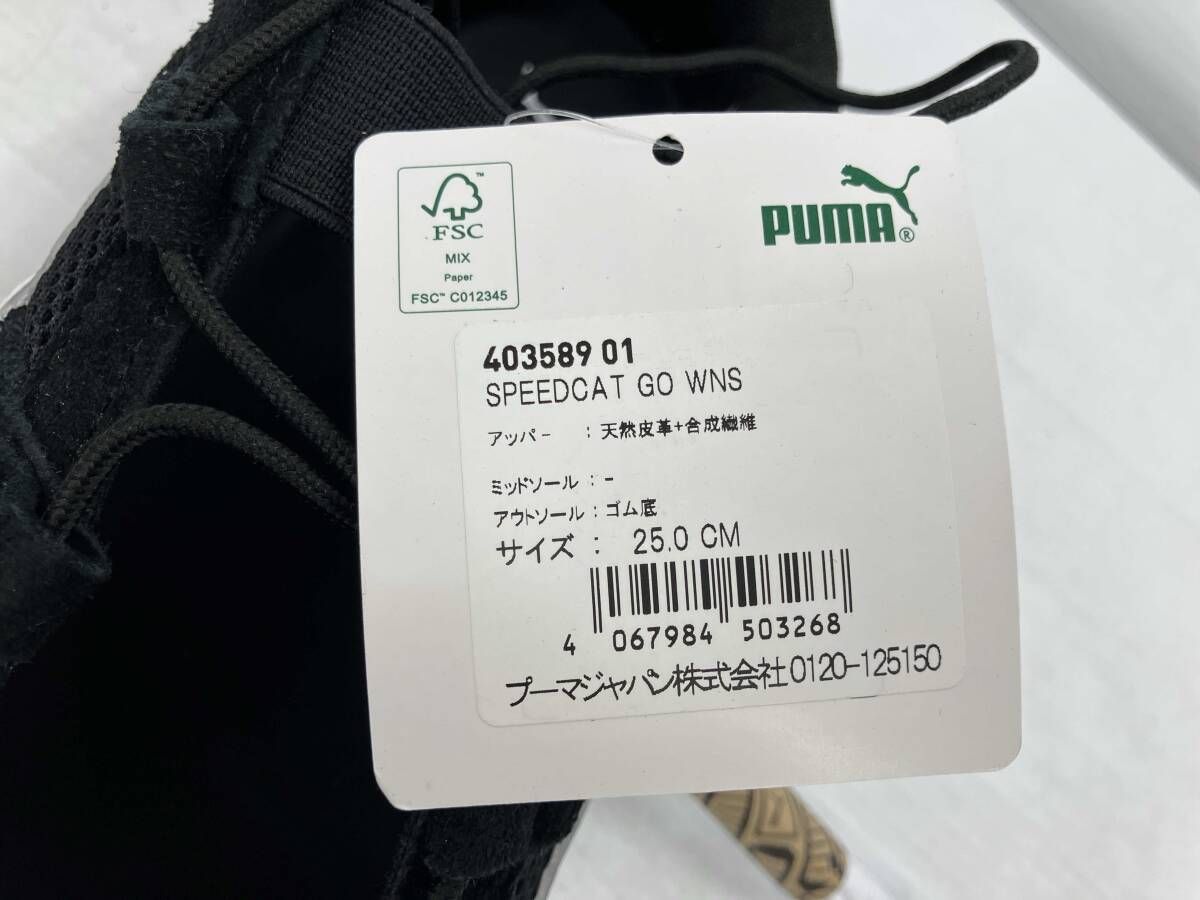 FSC™
MIX
Paper
FSC™ C012345
PUMA®
403589 01
SPEEDCAT GO WNS
アッパー : 天然皮革+合成繊維
ミッドソール : -
アウトソール : ゴム底
サイズ : 25.0 CM
4 067984 503268
プーマジャパン株式会社0120-125150